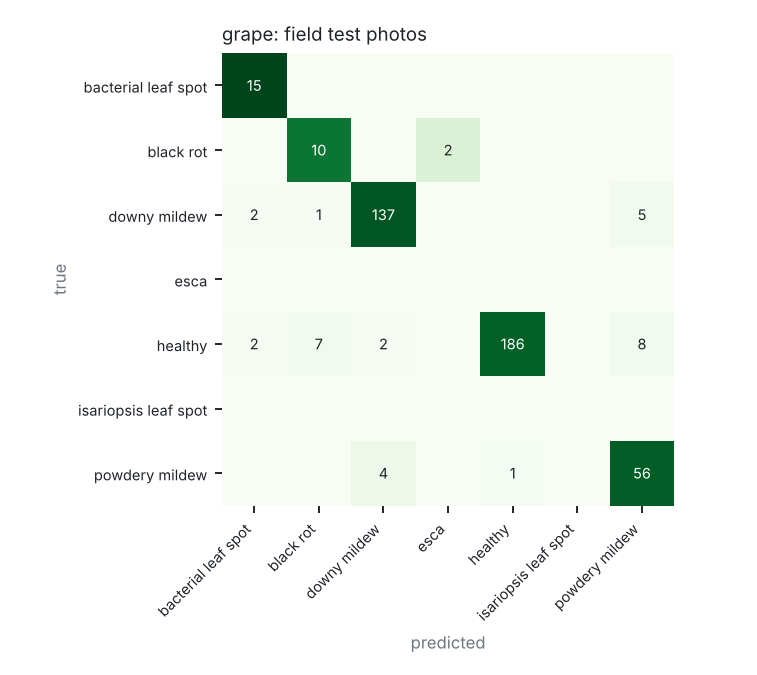 grape: field test photos
bacterial leaf spot 15
black rot 10 2
downy mildew 2 1 137 5
true
esca
healthy 2 7 2 186 8
isariopsis leaf spot
powdery mildew 4 1 56
bacterial leaf spot
black rot
downy mildew
esca
healthy
isariopsis leaf spot
powdery mildew
predicted